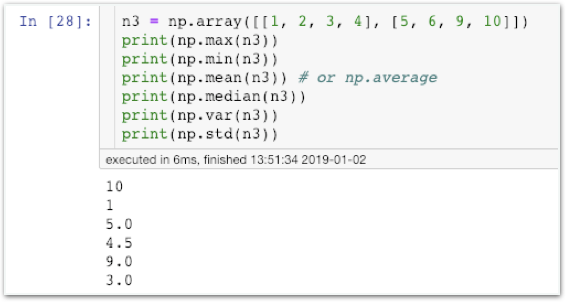 In [28]: n3 = np.array([[1, 2, 3, 4], [5, 6, 9, 10]])
print(np.max(n3))
print(np.min(n3))
print(np.mean(n3)) # or np.average
print(np.median(n3))
print(np.var(n3))
print(np.std(n3))
executed in 6ms, finished 13:51:34 2019-01-02
10
1
5.0
4.5
9.0
3.0